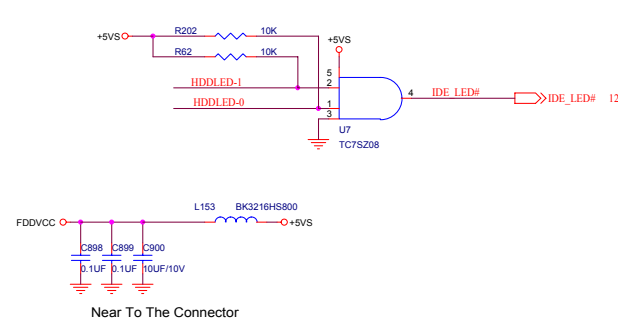 R202 10K
+5VS
R62 10K
+5VS
5
HDDLED-1 2
4 IDE_LED# IDE_LED# 12
HDDLED-0 1
3
U7
TC7SZ08
L153 BK3216HS800
FDDVCC +5VS
C898 C899 C900
0.1UF 0.1UF 10UF/10V
Near To The Connector